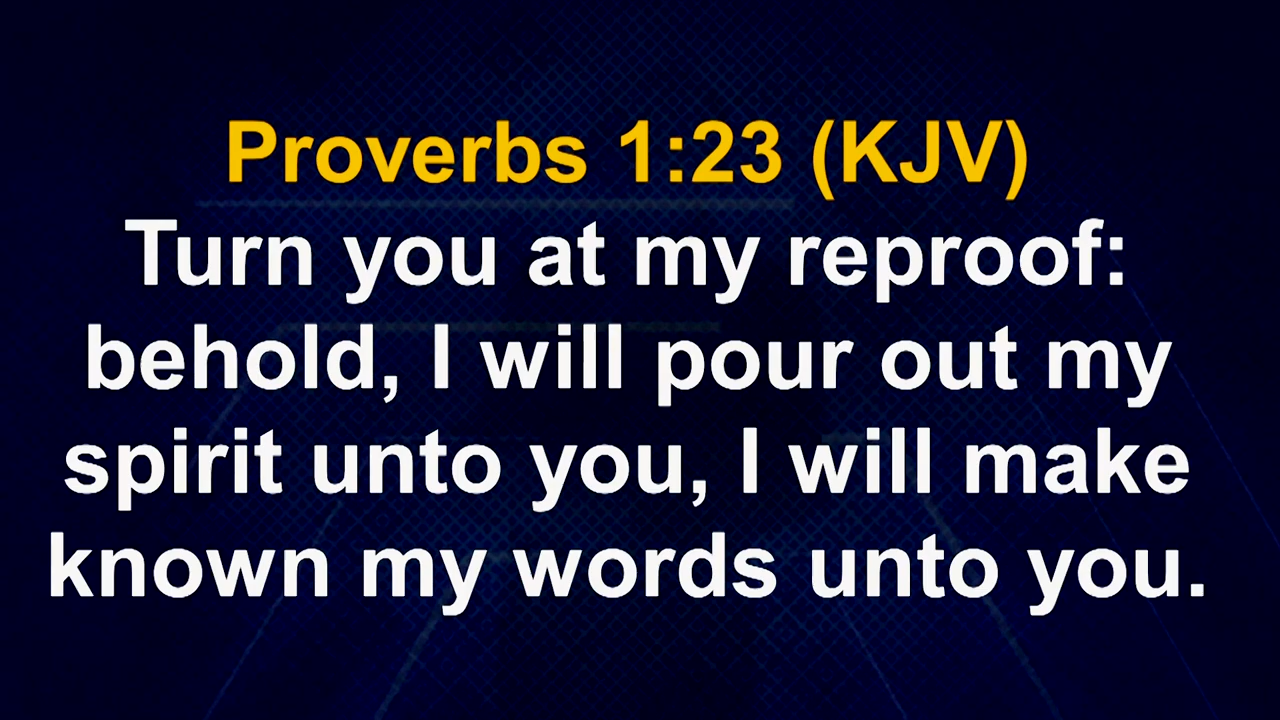 Proverbs 1:23 (KJV)
Turn you at my reproof:
behold, I will pour out my
spirit unto you, I will make
known my words unto you.